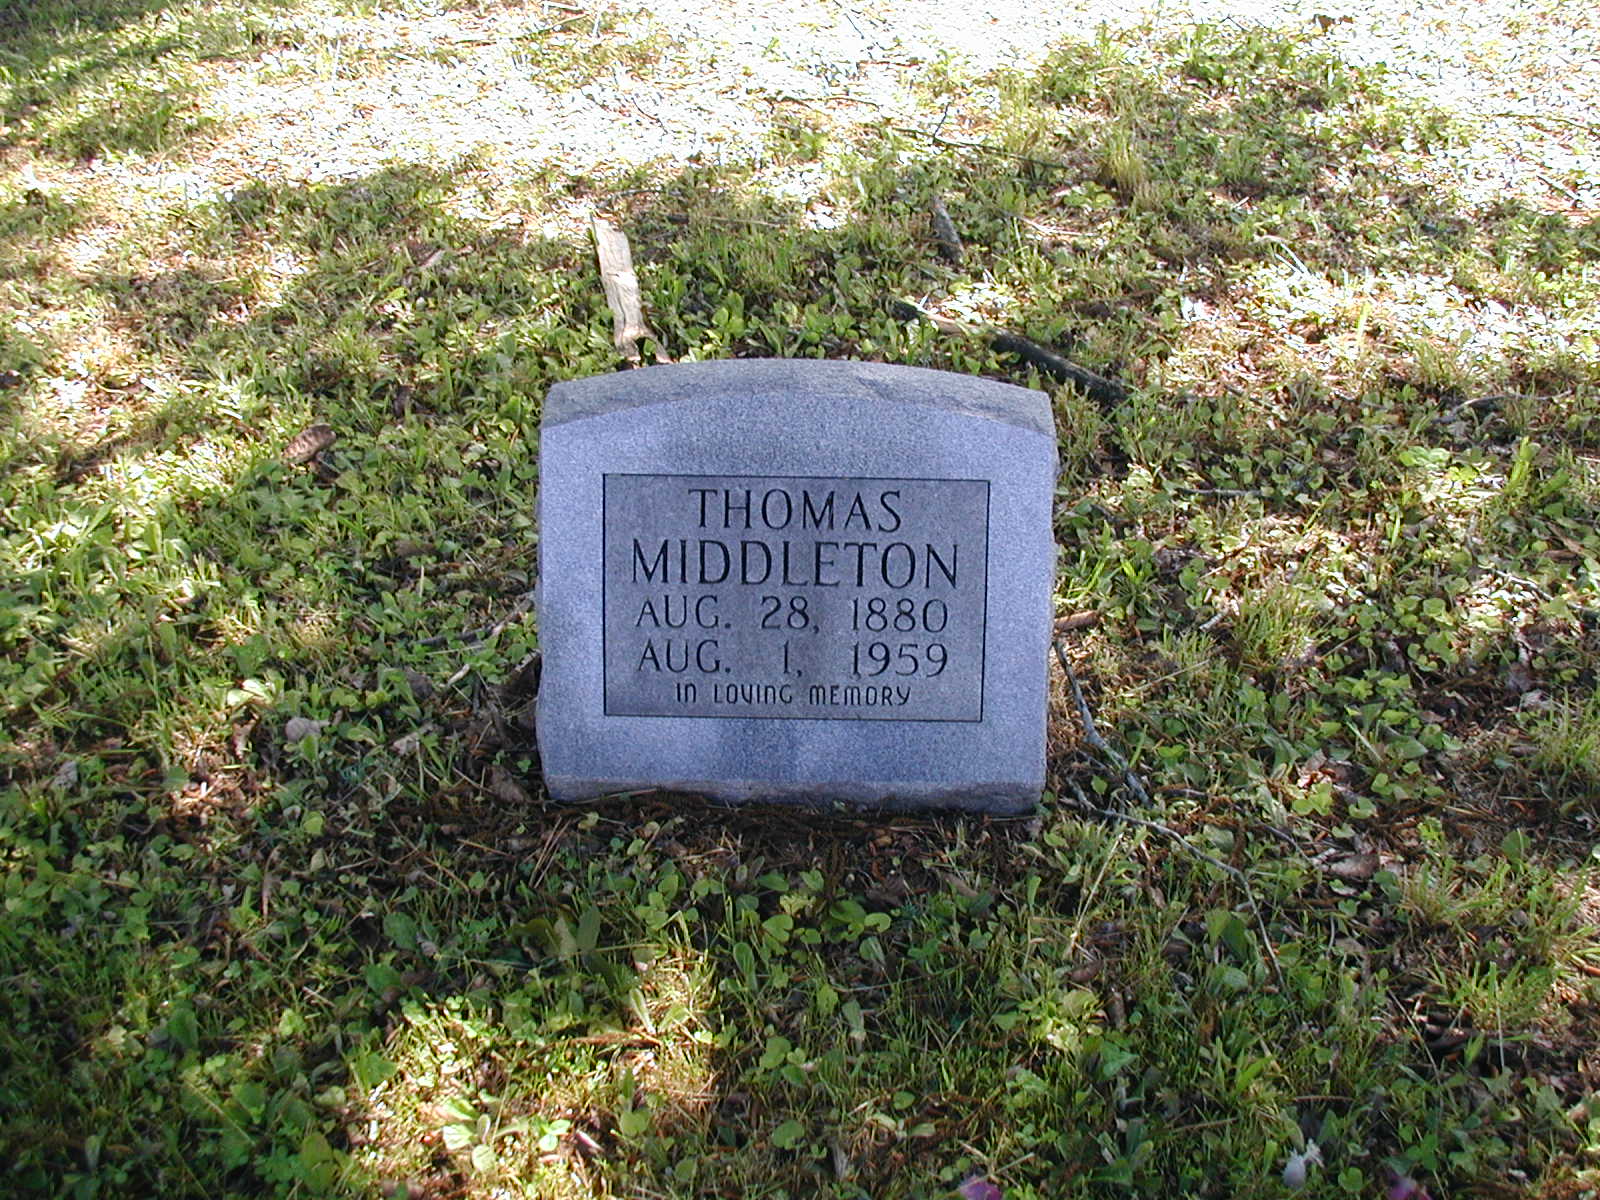 THOMAS
MIDDLETON
AUG. 28, 1880
AUG. 1, 1959
IN LOVING MEMORY